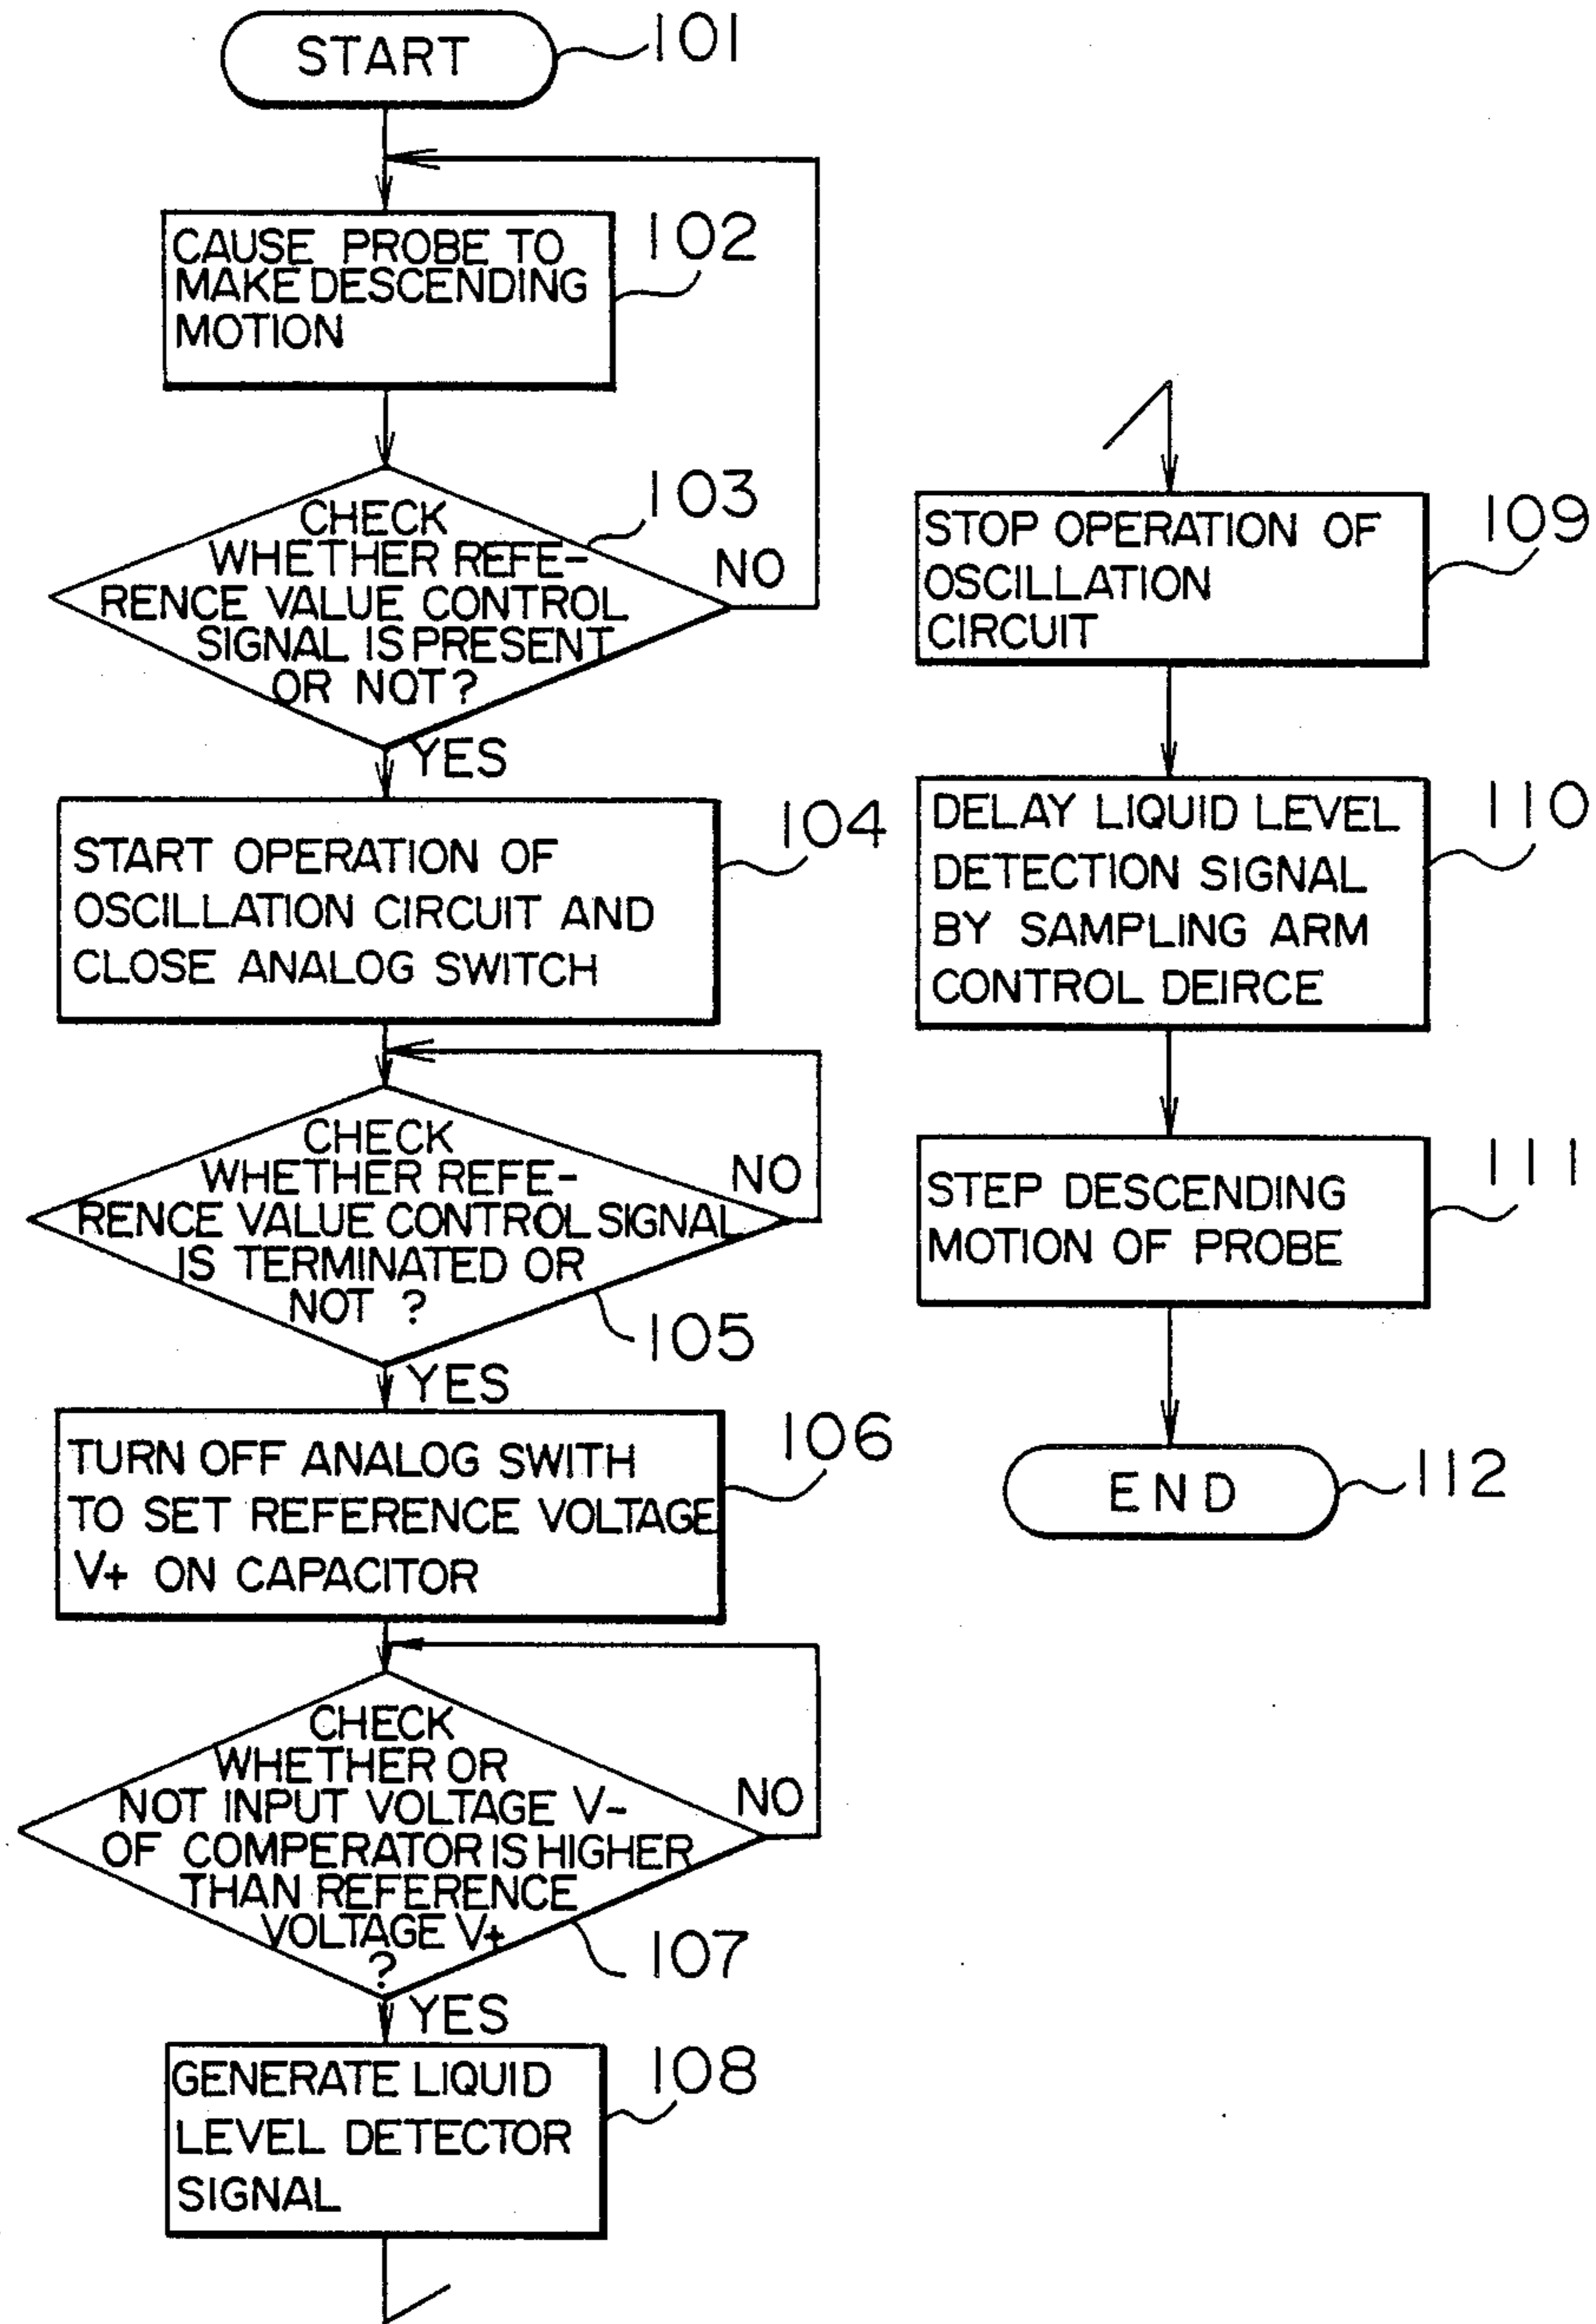 START
101
CAUSE PROBE TO
MAKE DESCENDING
MOTION
102
CHECK
WHETHER REFE-
RENCE VALUE CONTROL
SIGNAL IS PRESENT
OR NOT?
103
NO
YES
START OPERATION OF
OSCILLATION CIRCUIT AND
CLOSE ANALOG SWITCH
104
CHECK
WHETHER REFE-
RENCE VALUE CONTROL SIGNAL
IS TERMINATED OR
NOT ?
NO
105
YES
TURN OFF ANALOG SWITH
TO SET REFERENCE VOLTAGE
V+ ON CAPACITOR
106
CHECK
WHETHER OR
NOT INPUT VOLTAGE V-
OF COMPERATOR IS HIGHER
THAN REFERENCE
VOLTAGE V+
?
NO
107
YES
GENERATE LIQUID
LEVEL DETECTOR
SIGNAL
108
STOP OPERATION OF
OSCILLATION
CIRCUIT
109
DELAY LIQUID LEVEL
DETECTION SIGNAL
BY SAMPLING ARM
CONTROL DEIRCE
110
STEP DESCENDING
MOTION OF PROBE
111
END
112